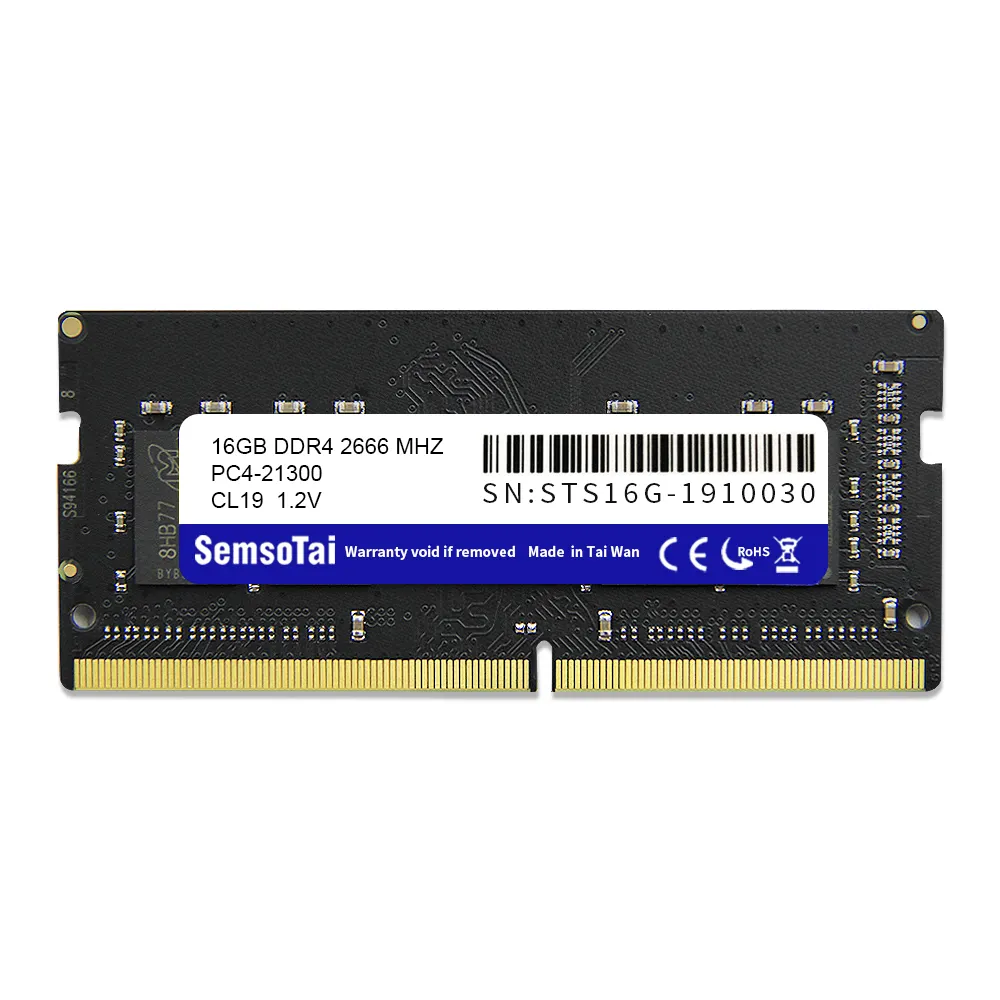 16GB DDR4 2666 MHZ
PC4-21300
CL19 1.2V
SN:STS16G-1910030
SemsoTai Warranty void if removed Made in Tai Wan CE RoHS
8
S94166
8HB77